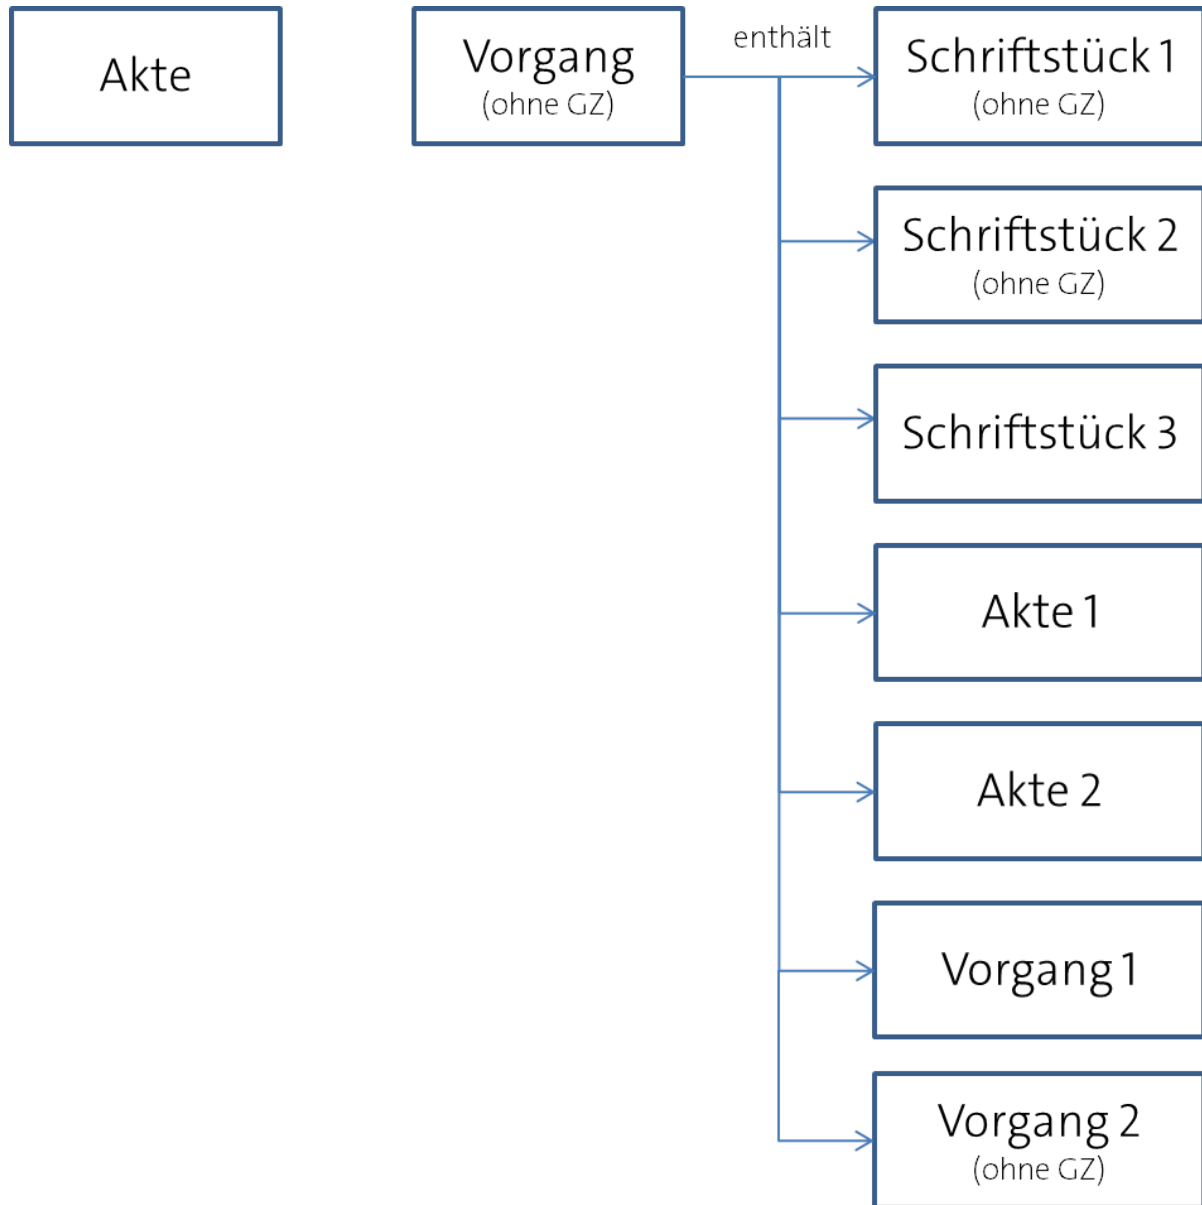 Akte
Vorgang
(ohne GZ)
enthält
Schriftstück 1
(ohne GZ)
Schriftstück 2
(ohne GZ)
Schriftstück 3
Akte 1
Akte 2
Vorgang 1
Vorgang 2
(ohne GZ)